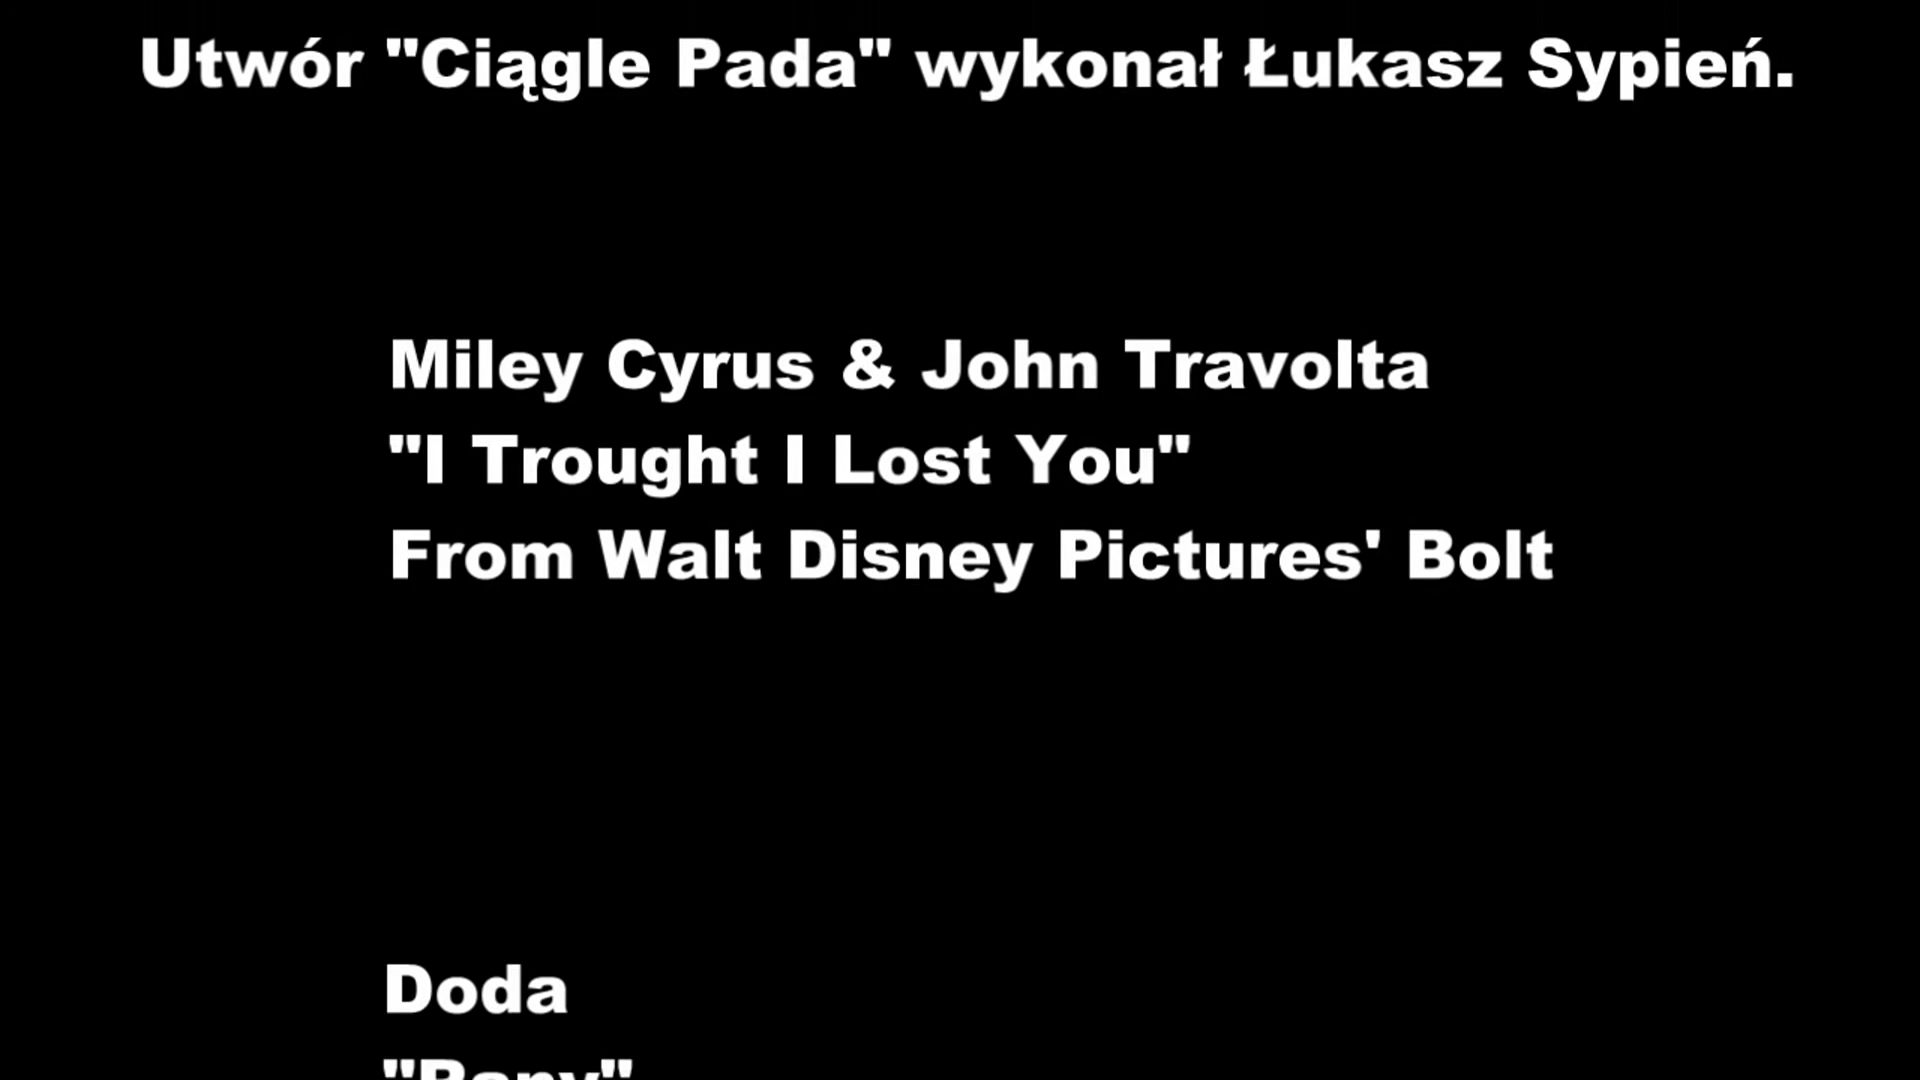 Utwór "Ciągle Pada" wykonał Łukasz Sypień.
Miley Cyrus & John Travolta
"I Trought I Lost You"
From Walt Disney Pictures' Bolt
Doda